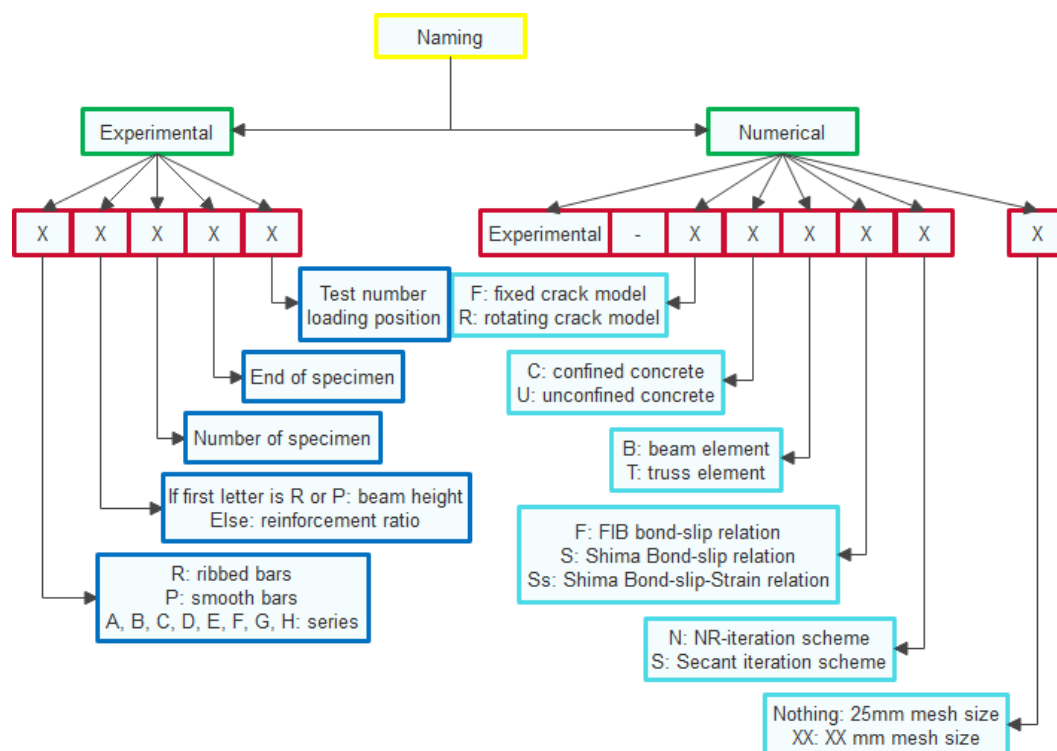 Naming
Experimental
Numerical
X X X X X
Experimental - X X X X X X
Test number
loading position
F: fixed crack model
R: rotating crack model
End of specimen
C: confined concrete
U: unconfined concrete
Number of specimen
B: beam element
T: truss element
If first letter is R or P: beam height
Else: reinforcement ratio
F: FIB bond-slip relation
S: Shima Bond-slip relation
Ss: Shima Bond-slip-Strain relation
R: ribbed bars
P: smooth bars
A, B, C, D, E, F, G, H: series
N: NR-iteration scheme
S: Secant iteration scheme
Nothing: 25mm mesh size
XX: XX mm mesh size